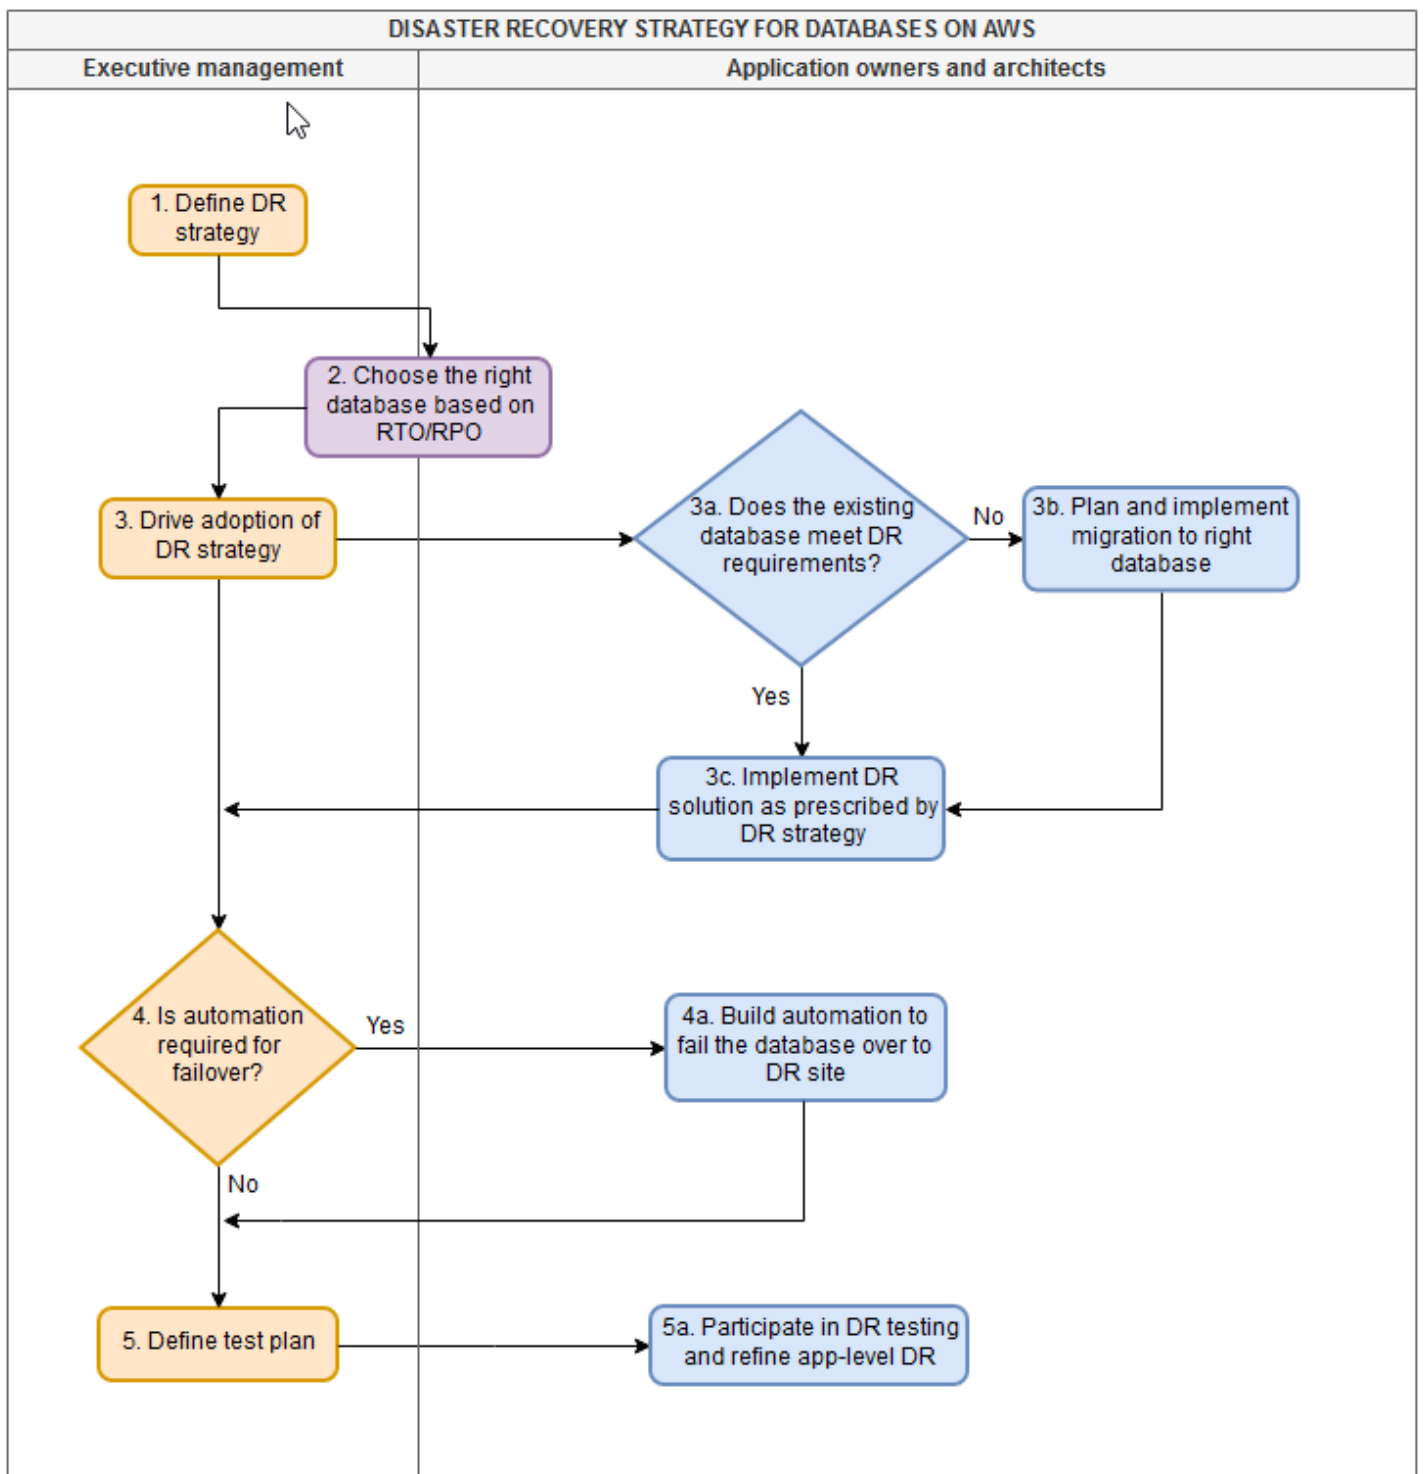 DISASTER RECOVERY STRATEGY FOR DATABASES ON AWS
Executive management
Application owners and architects
1. Define DR
strategy
2. Choose the right
database based on
RTO/RPO
3. Drive adoption of
DR strategy
3a. Does the existing
database meet DR
requirements?
No
3b. Plan and implement
migration to right
database
Yes
3c. Implement DR
solution as prescribed by
DR strategy
4. Is automation
required for
failover?
Yes
4a. Build automation to
fail the database over to
DR site
No
5. Define test plan
5a. Participate in DR testing
and refine app-level DR